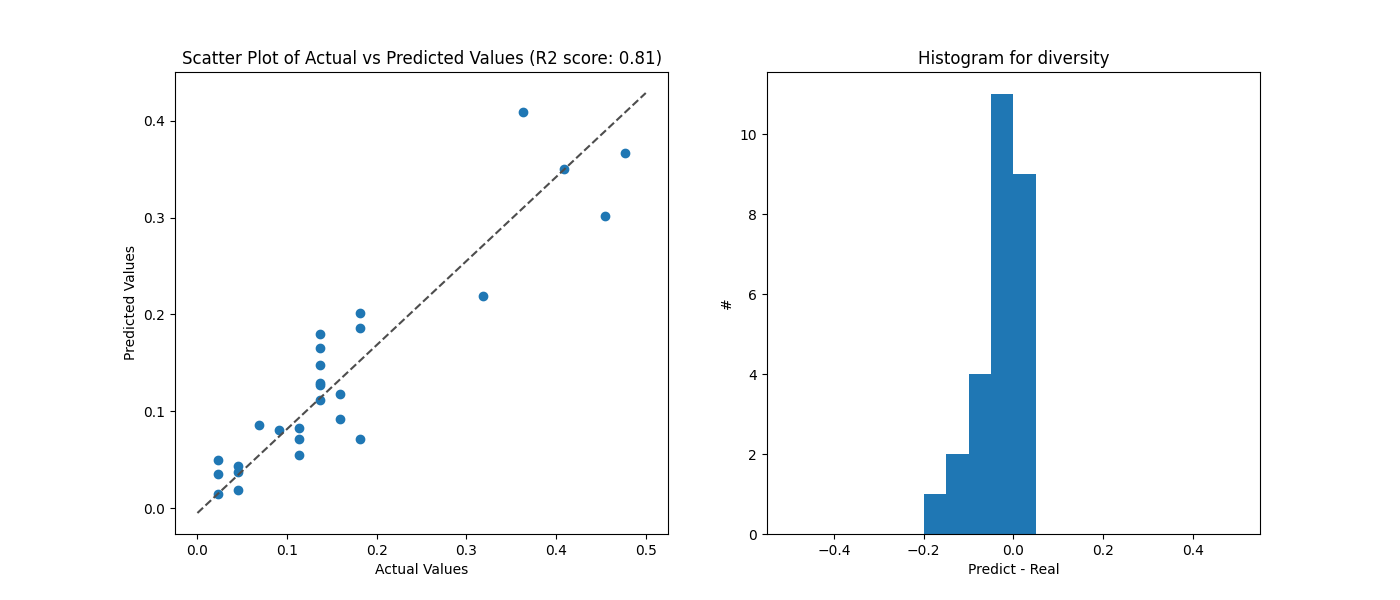 Scatter Plot of Actual vs Predicted Values (R2 score: 0.81)
0.4
0.3
0.2
0.1
0.0
Predicted Values
0.0 0.1 0.2 0.3 0.4 0.5
Actual Values
Histogram for diversity
10
8
6
4
2
0
#
−0.4 −0.2 0.0 0.2 0.4
Predict - Real